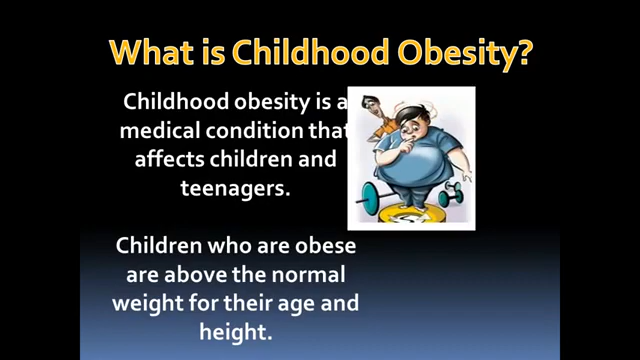 What is Childhood Obesity?
Childhood obesity is a
medical condition that
affects children and
teenagers.
Children who are obese
are above the normal
weight for their age and
height.